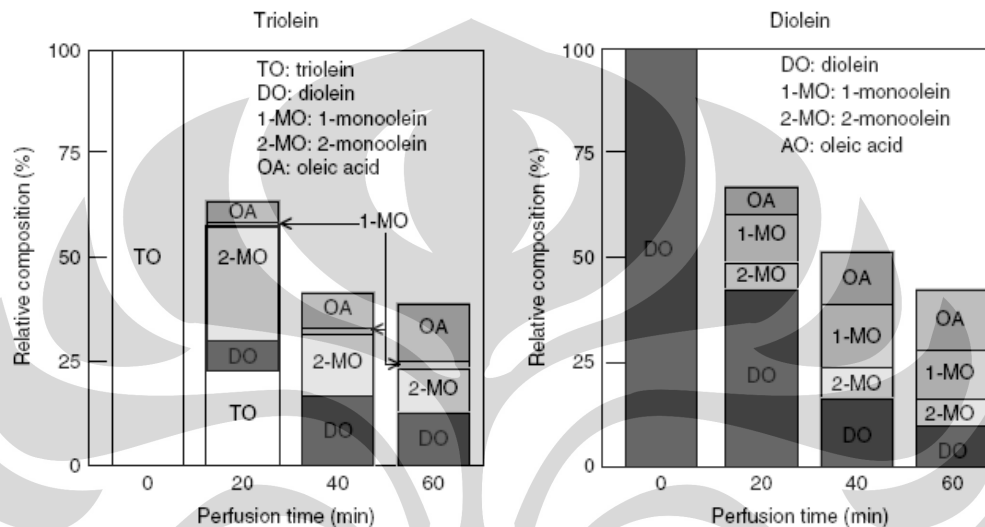 Triolein
100
75
50
25
0
Relative composition (%)
TO: triolein
DO: diolein
1-MO: 1-monoolein
2-MO: 2-monoolein
OA: oleic acid
TO
OA
2-MO
DO
TO
1-MO
OA
2-MO
DO
OA
2-MO
DO
0 20 40 60
Perfusion time (min)
Diolein
100
75
50
25
0
Relative composition (%)
DO: diolein
1-MO: 1-monoolein
2-MO: 2-monoolein
AO: oleic acid
DO
OA
1-MO
2-MO
DO
OA
1-MO
2-MO
DO
OA
1-MO
2-MO
DO
0 20 40 60
Perfusion time (min)